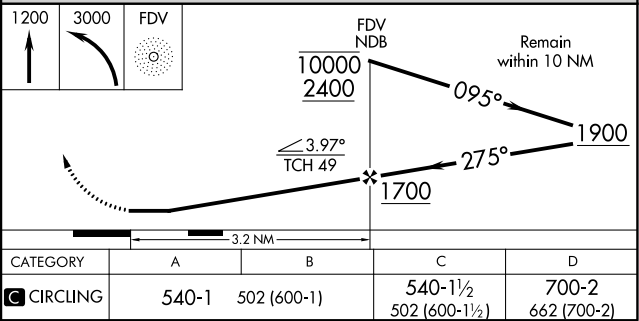 1200 3000 FDV
FDV
NDB
10000
2400
Remain
within 10 NM
095°
1900
3.97°
TCH 49
275°
1700
3.2 NM
CATEGORY A B C D
C CIRCLING 540-1 502 (600-1) 540-1½ 700-2
502 (600-1½) 662 (700-2)